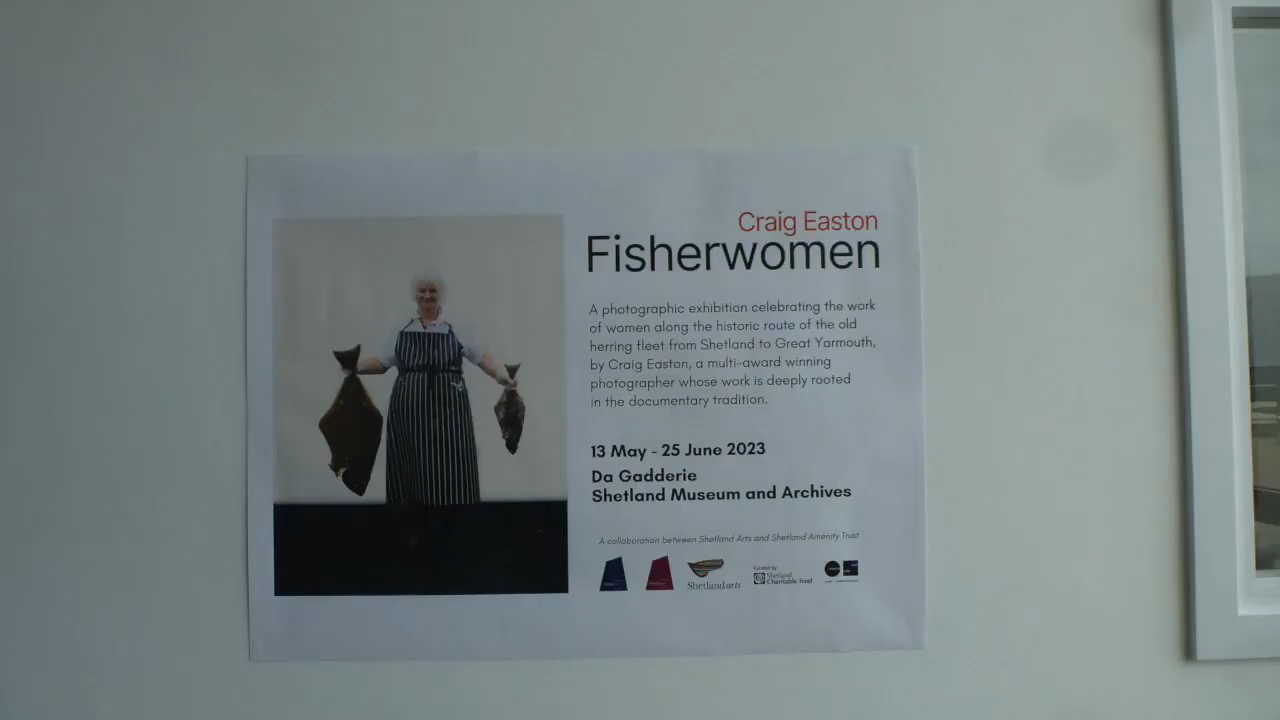 Craig Easton
Fisherwomen
A photographic exhibition celebrating the work
of women along the historic route of the old
herring fleet from Shetland to Great Yarmouth,
by Craig Easton, a multi-award winning
photographer whose work is deeply rooted
in the documentary tradition.
13 May - 25 June 2023
Da Gadderie
Shetland Museum and Archives
A collaboration between Shetland Arts and Shetland Amenity Trust
Shetland arts
Funded by
Shetland
Charitable Trust